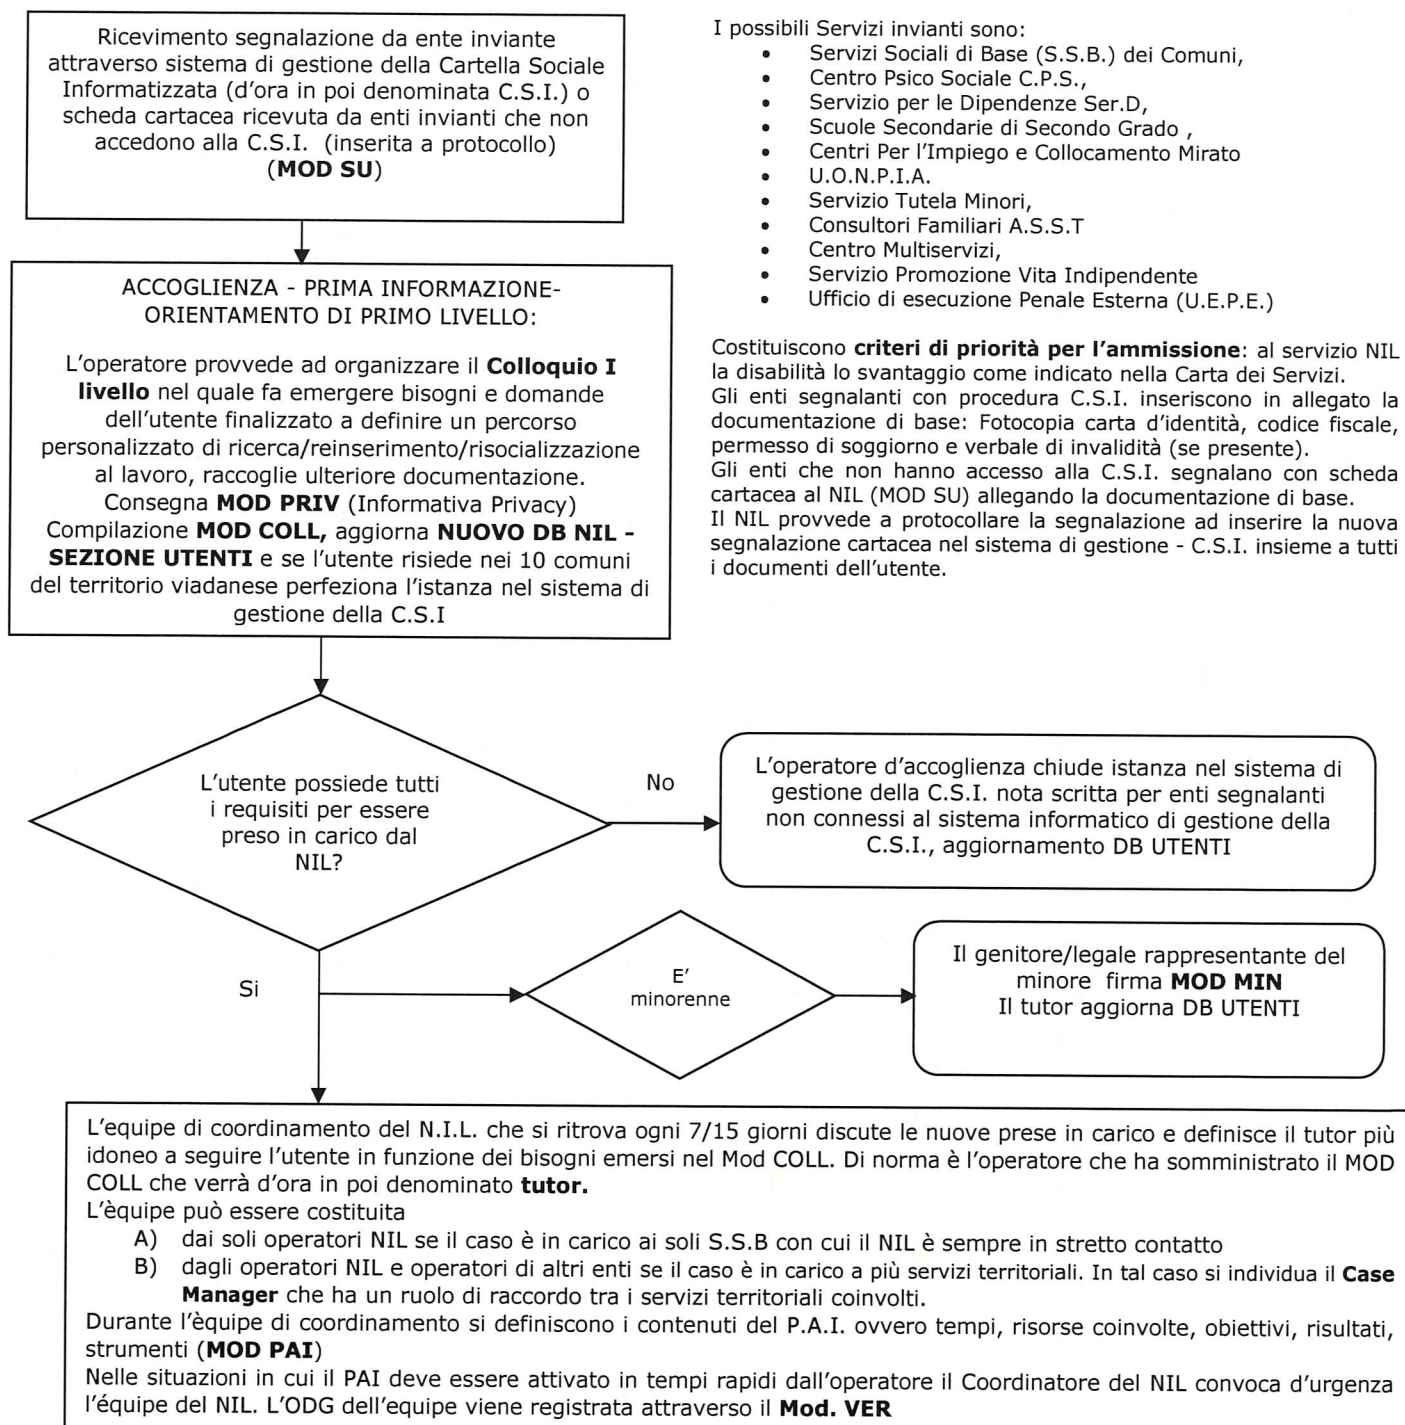 Ricevimento segnalazione da ente inviante
attraverso sistema di gestione della Cartella Sociale
Informatizzata (d'ora in poi denominata C.S.I.) o
scheda cartacea ricevuta da enti invianti che non
accedono alla C.S.I. (inserita a protocollo)
(MOD SU)
I possibili Servizi invianti sono:
• Servizi Sociali di Base (S.S.B.) dei Comuni,
• Centro Psico Sociale C.P.S.,
• Servizio per le Dipendenze Ser.D,
• Scuole Secondarie di Secondo Grado ,
• Centri Per l'Impiego e Collocamento Mirato
• U.O.N.P.I.A.
• Servizio Tutela Minori,
• Consultori Familiari A.S.S.T
• Centro Multiservizi,
• Servizio Promozione Vita Indipendente
• Ufficio di esecuzione Penale Esterna (U.E.P.E.)
Costituiscono criteri di priorità per l'ammissione: al servizio NIL
la disabilità lo svantaggio come indicato nella Carta dei Servizi.
Gli enti segnalanti con procedura C.S.I. inseriscono in allegato la
documentazione di base: Fotocopia carta d'identità, codice fiscale,
permesso di soggiorno e verbale di invalidità (se presente).
Gli enti che non hanno accesso alla C.S.I. segnalano con scheda
cartacea al NIL (MOD SU) allegando la documentazione di base.
Il NIL provvede a protocollare la segnalazione ad inserire la nuova
segnalazione cartacea nel sistema di gestione - C.S.I. insieme a tutti
i documenti dell'utente.
ACCOGLIENZA - PRIMA INFORMAZIONE-
ORIENTAMENTO DI PRIMO LIVELLO:
L'operatore provvede ad organizzare il Colloquio I
livello nel quale fa emergere bisogni e domande
dell'utente finalizzato a definire un percorso
personalizzato di ricerca/reinserimento/risocializzazione
al lavoro, raccoglie ulteriore documentazione.
Consegna MOD PRIV (Informativa Privacy)
Compilazione MOD COLL, aggiorna NUOVO DB NIL -
SEZIONE UTENTI e se l'utente risiede nei 10 comuni
del territorio viadanese perfeziona l'istanza nel sistema di
gestione della C.S.I
L'utente possiede tutti
i requisiti per essere
preso in carico dal
NIL?
No
L'operatore d'accoglienza chiude istanza nel sistema di
gestione della C.S.I. nota scritta per enti segnalanti
non connessi al sistema informatico di gestione della
C.S.I., aggiornamento DB UTENTI
Si
E'
minorenne
Il genitore/legale rappresentante del
minore firma MOD MIN
Il tutor aggiorna DB UTENTI
L'equipe di coordinamento del N.I.L. che si ritrova ogni 7/15 giorni discute le nuove prese in carico e definisce il tutor più
idoneo a seguire l'utente in funzione dei bisogni emersi nel Mod COLL. Di norma è l'operatore che ha somministrato il MOD
COLL che verrà d'ora in poi denominato tutor.
L'èquipe può essere costituita
A) dai soli operatori NIL se il caso è in carico ai soli S.S.B con cui il NIL è sempre in stretto contatto
B) dagli operatori NIL e operatori di altri enti se il caso è in carico a più servizi territoriali. In tal caso si individua il Case
Manager che ha un ruolo di raccordo tra i servizi territoriali coinvolti.
Durante l'èquipe di coordinamento si definiscono i contenuti del P.A.I. ovvero tempi, risorse coinvolte, obiettivi, risultati,
strumenti (MOD PAI)
Nelle situazioni in cui il PAI deve essere attivato in tempi rapidi dall'operatore il Coordinatore del NIL convoca d'urgenza
l'équipe del NIL. L'ODG dell'equipe viene registrata attraverso il Mod. VER